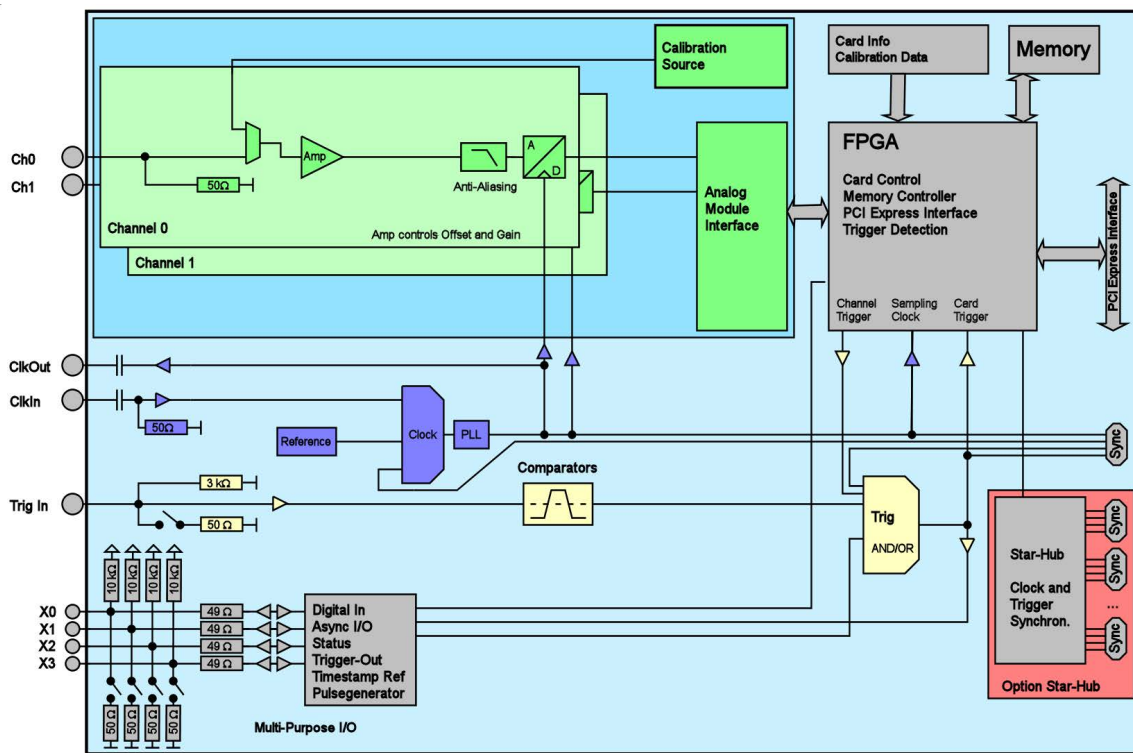 Calibration
Source
Card Info
Calibration Data
Memory
Ch0
Ch1
50Ω
Amp
Anti-Aliasing
A
D
Channel 0
Amp controls Offset and Gain
Channel 1
Analog
Module
Interface
FPGA
Card Control
Memory Controller
PCI Express Interface
Trigger Detection
Channel
Trigger
Sampling
Clock
Card
Trigger
PCI Express Interface
ClkOut
ClkIn
50Ω
Reference
Clock
PLL
Sync
Trig In
3 kΩ
50 Ω
Comparators
Trig
AND/OR
Star-Hub
Clock and
Trigger
Synchron.
Sync
Sync
...
Sync
Option Star-Hub
10 kΩ
10 kΩ
10 kΩ
10 kΩ
X0
X1
X2
X3
49 Ω
49 Ω
49 Ω
49 Ω
Digital In
Async I/O
Status
Trigger-Out
Timestamp Ref
Pulsegenerator
50 Ω
50 Ω
50 Ω
50 Ω
Multi-Purpose I/O